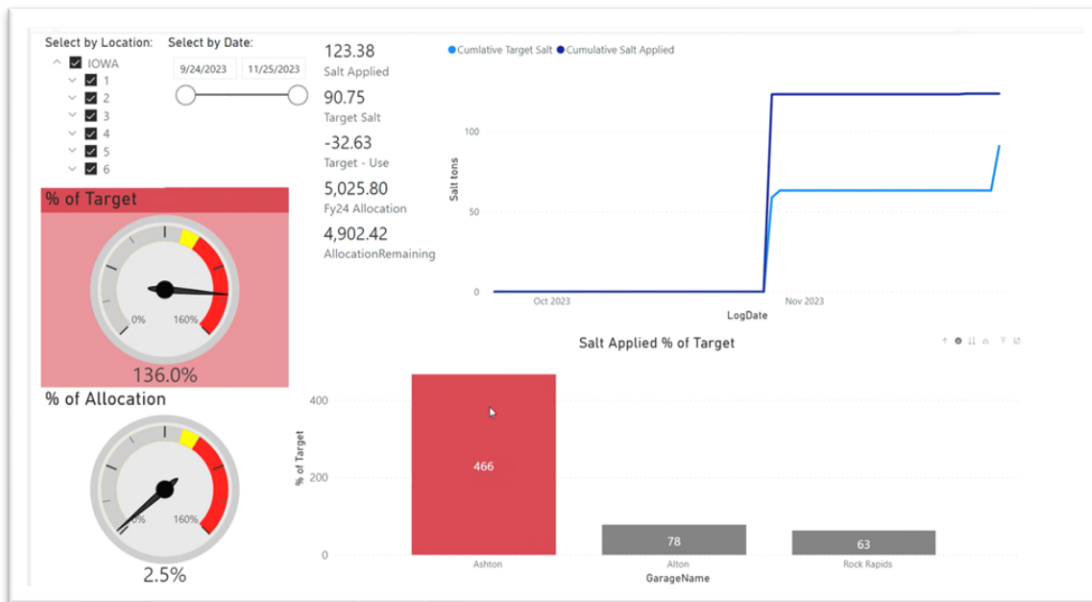 Select by Location:
IOWA
1
2
3
4
5
6
Select by Date:
9/24/2023 11/25/2023
123.38
Salt Applied
90.75
Target Salt
-32.63
Target - Use
5,025.80
Fy24 Allocation
4,902.42
AllocationRemaining
% of Target
0% 160%
136.0%
% of Allocation
0% 160%
2.5%
Cumlative Target Salt Cumulative Salt Applied
Salt tons
100
50
0
Oct 2023 Nov 2023
LogDate
Salt Applied % of Target
% of Target
400
200
0
466
78
63
Ashton Alton Rock Rapids
GarageName